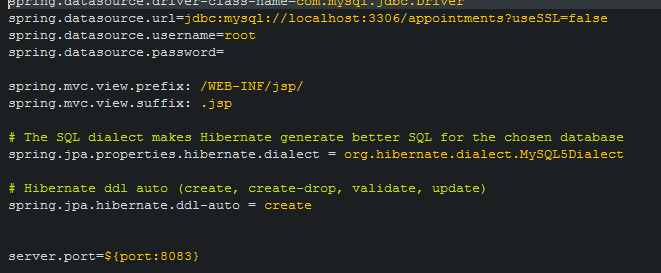 spring.datasource.driver-class-name=com.mysql.jdbc.Driver
spring.datasource.url=jdbc:mysql://localhost:3306/appointments?useSSL=false
spring.datasource.username=root
spring.datasource.password=
spring.mvc.view.prefix: /WEB-INF/jsp/
spring.mvc.view.suffix: .jsp
# The SQL dialect makes Hibernate generate better SQL for the chosen database
spring.jpa.properties.hibernate.dialect = org.hibernate.dialect.MySQL5Dialect
# Hibernate ddl auto (create, create-drop, validate, update)
spring.jpa.hibernate.ddl-auto = create
server.port=${port:8083}